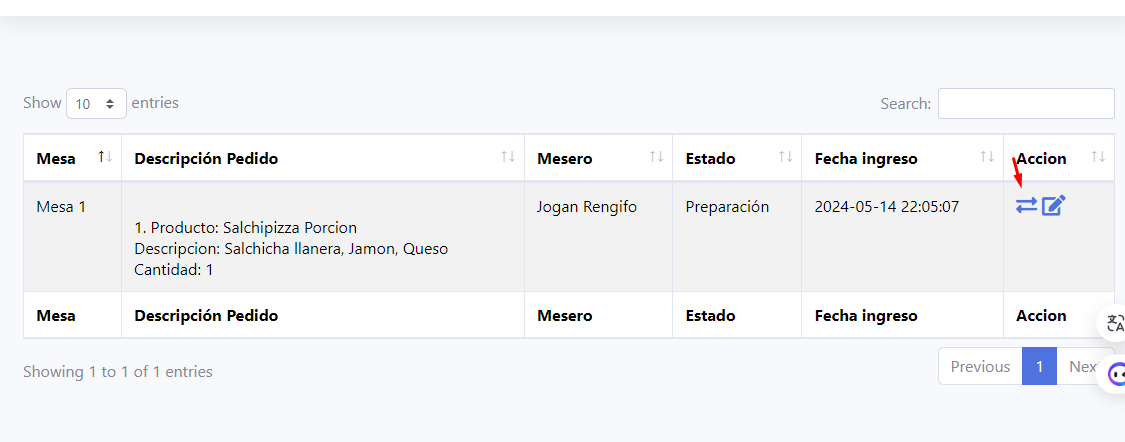 Show 10 entries
Search:
Mesa Descripción Pedido Mesero Estado Fecha ingreso Accion
Mesa 1 Jogan Rengifo Preparación 2024-05-14 22:05:07
1. Producto: Salchipizza Porcion
Descripcion: Salchicha llanera, Jamon, Queso
Cantidad: 1
Mesa Descripción Pedido Mesero Estado Fecha ingreso Accion
Showing 1 to 1 of 1 entries
Previous 1 Next